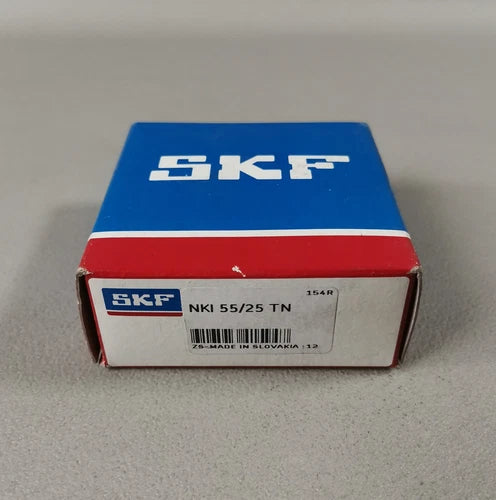 SKF
154R
SKF NKI 55/25 TN
ZS-MADE IN SLOVAKIA :12